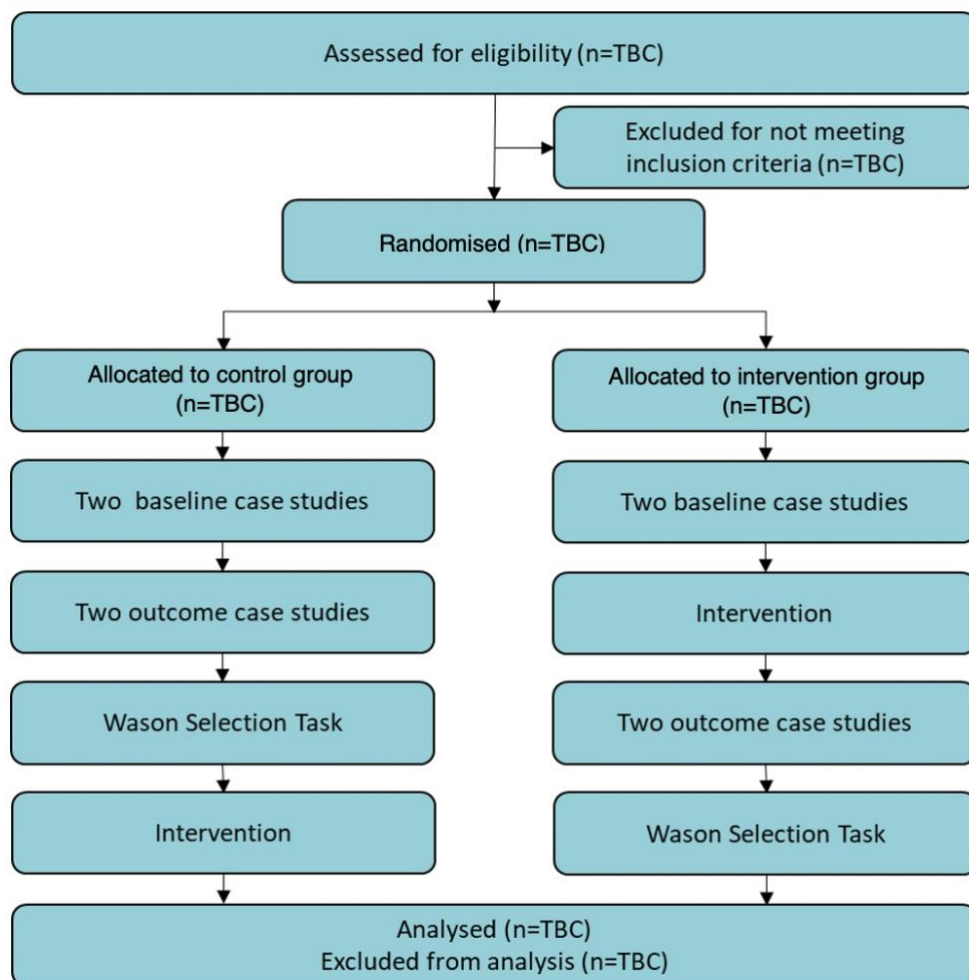 Assessed for eligibility (n=TBC)
Excluded for not meeting
inclusion criteria (n=TBC)
Randomised (n=TBC)
Allocated to control group
(n=TBC)
Two baseline case studies
Two outcome case studies
Wason Selection Task
Intervention
Allocated to intervention group
(n=TBC)
Two baseline case studies
Intervention
Two outcome case studies
Wason Selection Task
Analysed (n=TBC)
Excluded from analysis (n=TBC)